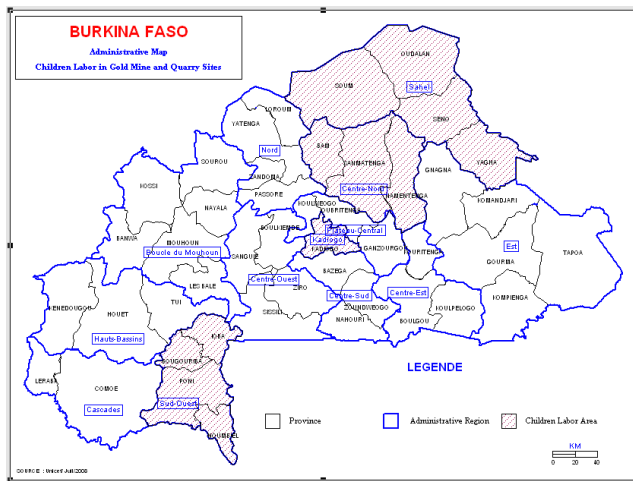 BURKINA FASO
Administrative Map
Children Labor in Gold Mine and Quarry Sites
OUDALAN
SOUM
Sahel
LOROUM
YATENGA
SENO
Nord
BAM
SOUROU
SANMATENGA
GNAGNA
YAGHA
ZANDOMA
KOSSI
PASSORE
Centre-Nord
NAMENTENGA
KOMANDJARI
NAYALA
OUBRITENGA
BOULKIEMDE
Plateau-Central
BANWA
MOUHOUN
Kadiogo
KADIOGO
Est
Boucle du Mouhoun
SANGUIE
GANZOURGO
KOURITENGA
TAPOA
GOURMA
BAZEGA
Centre-Ouest
KENEDOUGOU
LES BALE
ZIRO
Centre-Sud
Centre-Est
TUI
HOUET
ZOUNDWEOGO
KOULPELOGO
KOMPIENGA
SISSILI
NAHOURI
BOULGOU
IOBA
Hauts-Bassins
BOUGOURIBA
LEGENDE
LERABA
COMOE
PONI
Cascades
Sud-Ouest
Province
Administrative Region
Children Labor Area
NOUMBIEL
KM
0 20 40